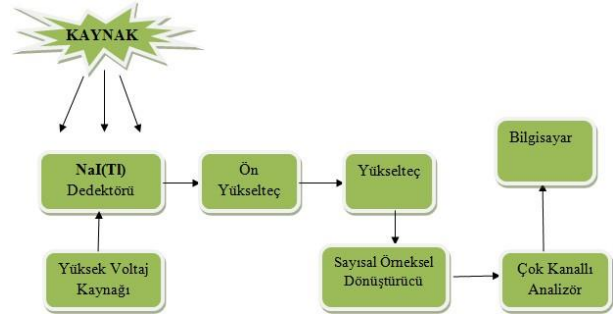 KAYNAK
NaI(Tl)
Dedektörü
Ön
Yükselteç
Yükselteç
Bilgisayar
Yüksek Voltaj
Kaynağı
Sayısal Örneksel
Dönüştürücü
Çok Kanallı
Analizör